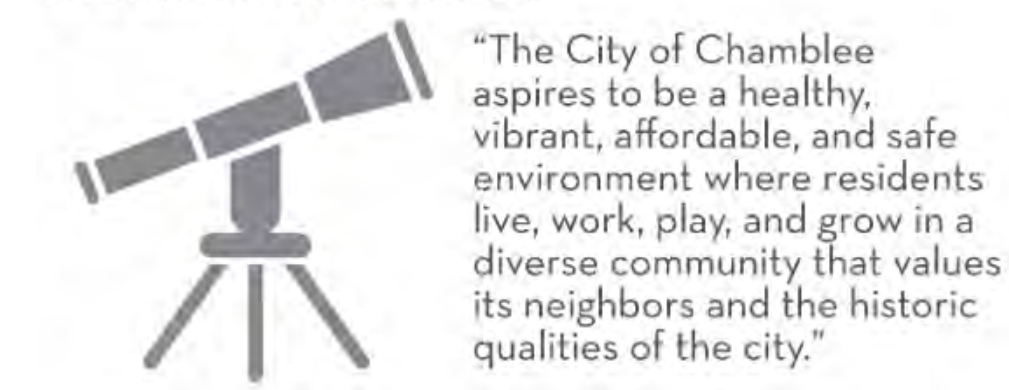 “The City of Chamblee
aspires to be a healthy,
vibrant, affordable, and safe
environment where residents
live, work, play, and grow in a
diverse community that values
its neighbors and the historic
qualities of the city.”